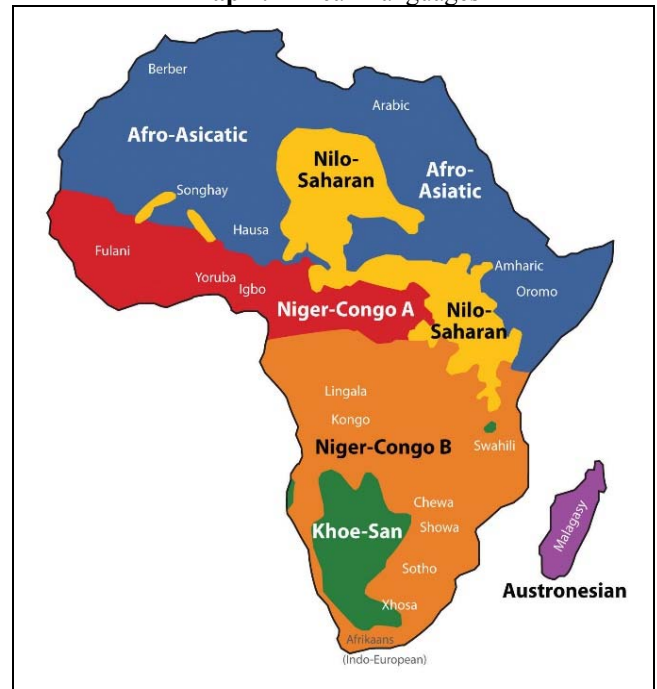 Berber
Arabic
Afro-Asicatic
Nilo-
Saharan
Afro-
Asiatic
Songhay
Hausa
Fulani
Amharic
Yoruba
Oromo
Igbo
Niger-Congo A
Nilo-
Saharan
Lingala
Kongo
Niger-Congo B
Swahili
Chewa
Khoe-San
Showa
Malagasy
Sotho
Austronesian
Xhosa
Afrikaans
(Indo-European)